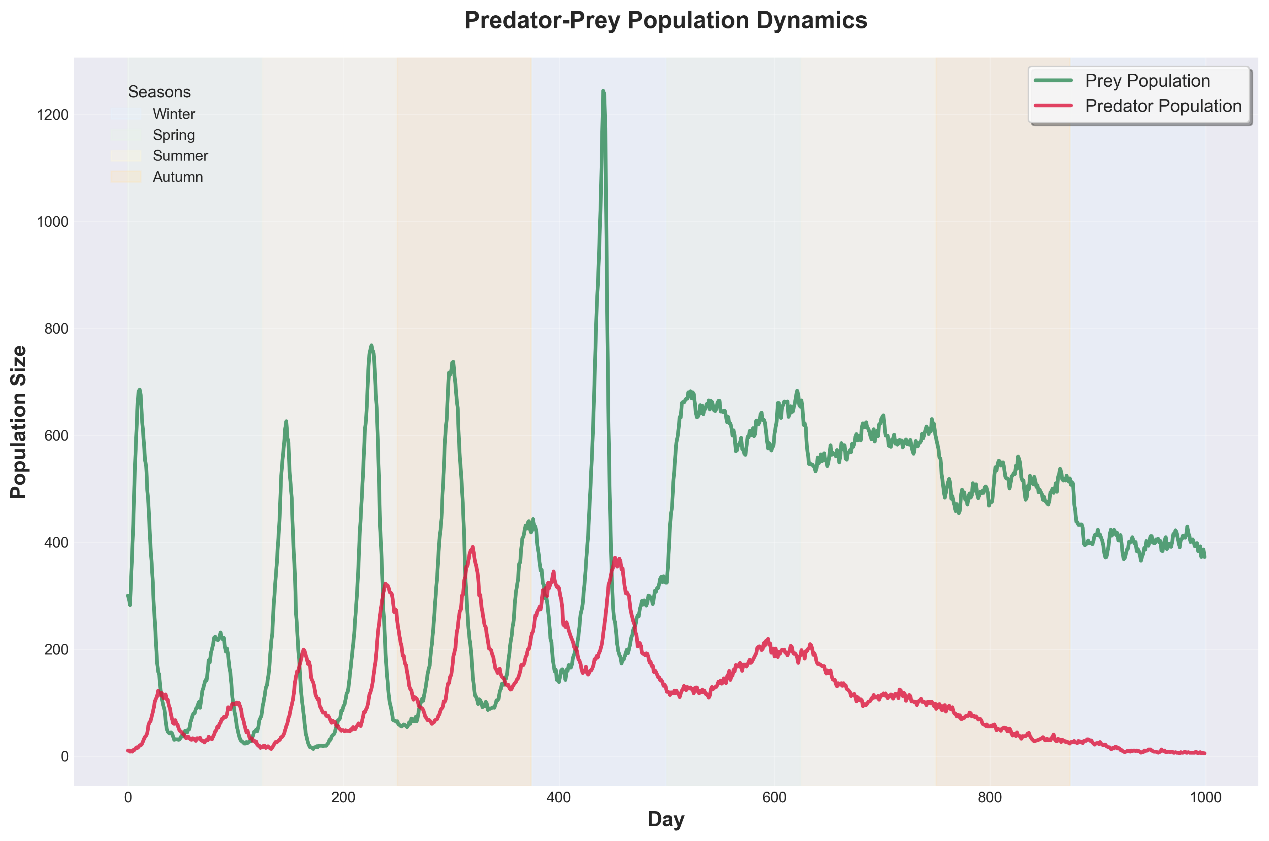 Predator-Prey Population Dynamics
Prey Population
Predator Population
Seasons
Winter
Spring
Summer
Autumn
Population Size
1200
1000
800
600
400
200
0
0 200 400 600 800 1000
Day